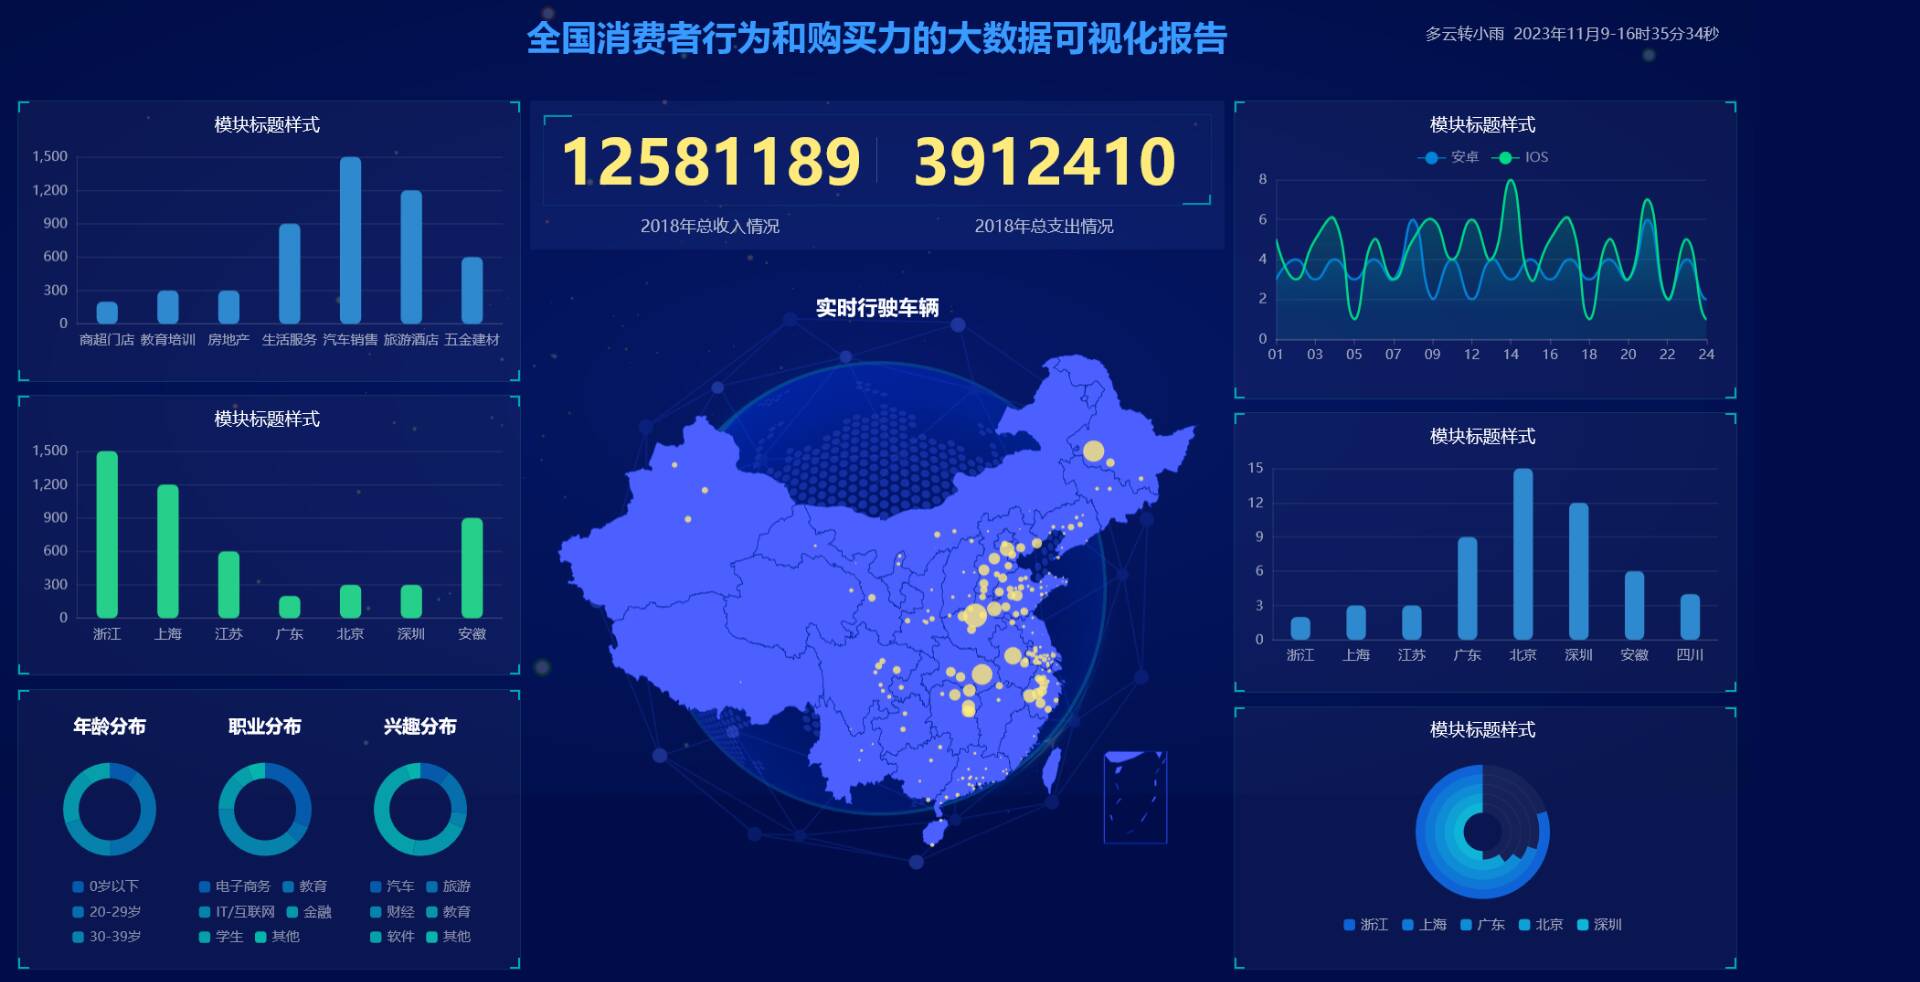 全国消费者行为和购买力的大数据可视化报告
多云转小雨 2023年11月9-16时35分34秒
模块标题样式
1,500
1,200
900
600
300
0
商超门店 教育培训 房地产 生活服务 汽车销售 旅游酒店 五金建材
模块标题样式
1,500
1,200
900
600
300
0
浙江 上海 江苏 广东 北京 深圳 安徽
年龄分布 职业分布 兴趣分布
0岁以下
20-29岁
30-39岁
电子商务 教育
IT/互联网 金融
学生 其他
汽车 旅游
财经 教育
软件 其他
12581189 3912410
2018年总收入情况 2018年总支出情况
实时行驶车辆
模块标题样式
安卓 IOS
8
6
4
2
0
01 03 05 07 09 12 14 16 18 20 22 24
模块标题样式
15
12
9
6
3
0
浙江 上海 江苏 广东 北京 深圳 安徽 四川
模块标题样式
浙江 上海 广东 北京 深圳